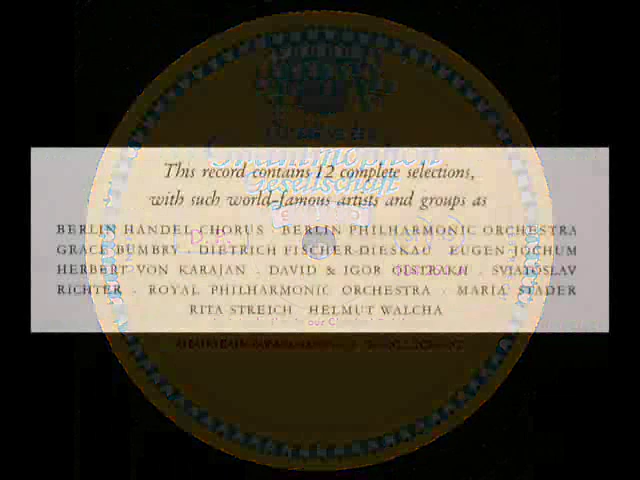 Grammophon
Gesellschaft
This record contains 12 complete selections,
with such world-famous artists and groups as
BERLIN HANDEL CHORUS · BERLIN PHILHARMONIC ORCHESTRA
GRACE BUMBRY · DIETRICH FISCHER-DIESKAU · EUGEN JOCHUM
HERBERT VON KARAJAN · DAVID & IGOR OISTRAKH · SVIATOSLAV
RICHTER · ROYAL PHILHARMONIC ORCHESTRA · MARIA STADER
RITA STREICH · HELMUT WALCHA